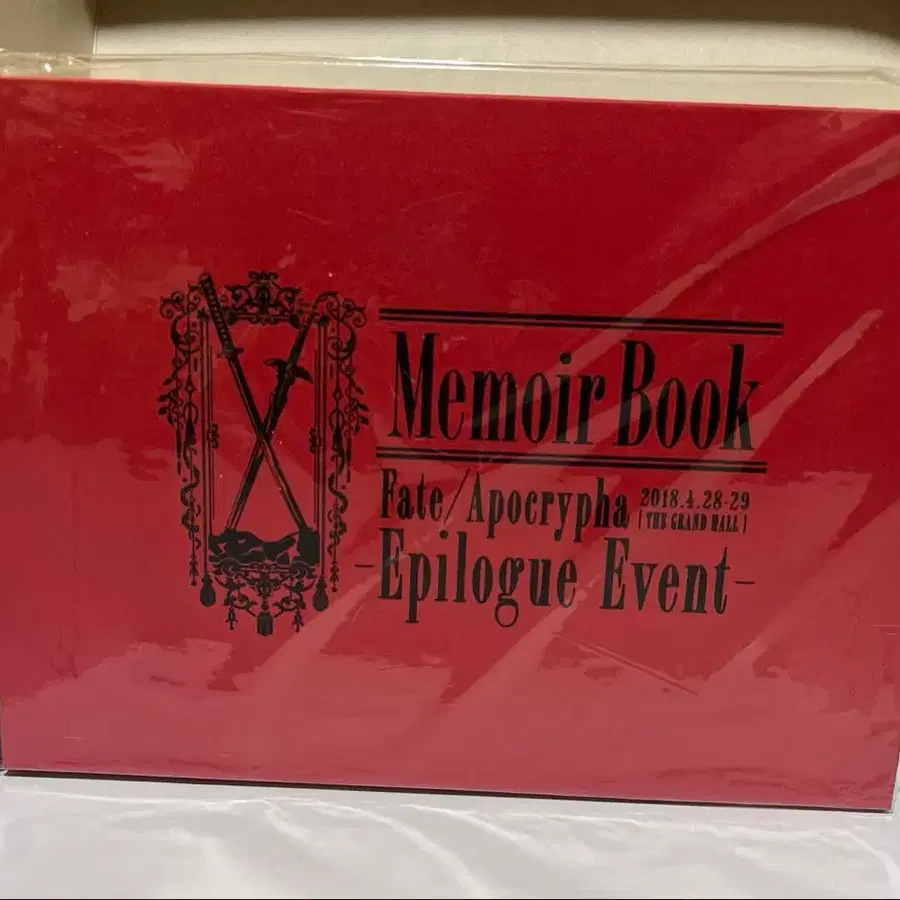 Memoir Book
Fate/Apocrypha
2018.4.28-29
[ THE GRAND HALL ]
-Epilogue Event-